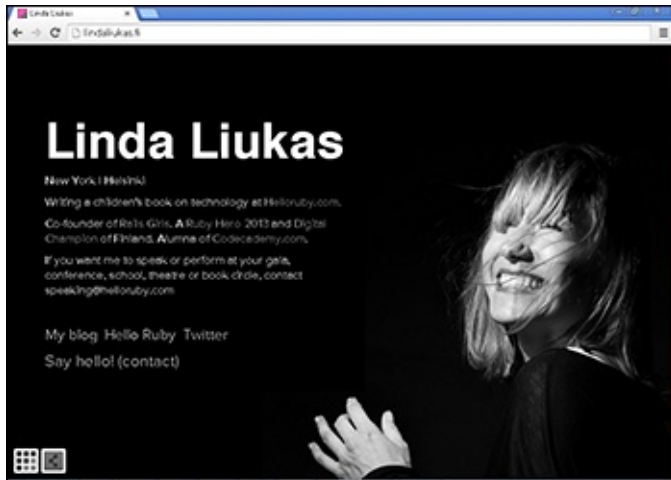 Linda Liukas
lindaliukas.fi
Linda Liukas
New York | Helsinki
Writing a children's book on technology at Helloruby.com.
Co-founder of Rails Girls. A Ruby Hero 2013 and Digital
Champion of Finland. Alumna of Codecademy.com.
If you want me to speak or perform at your gala,
conference, school, theatre or book circle, contact
speaking@helloruby.com
My blog Hello Ruby Twitter
Say hello! (contact)